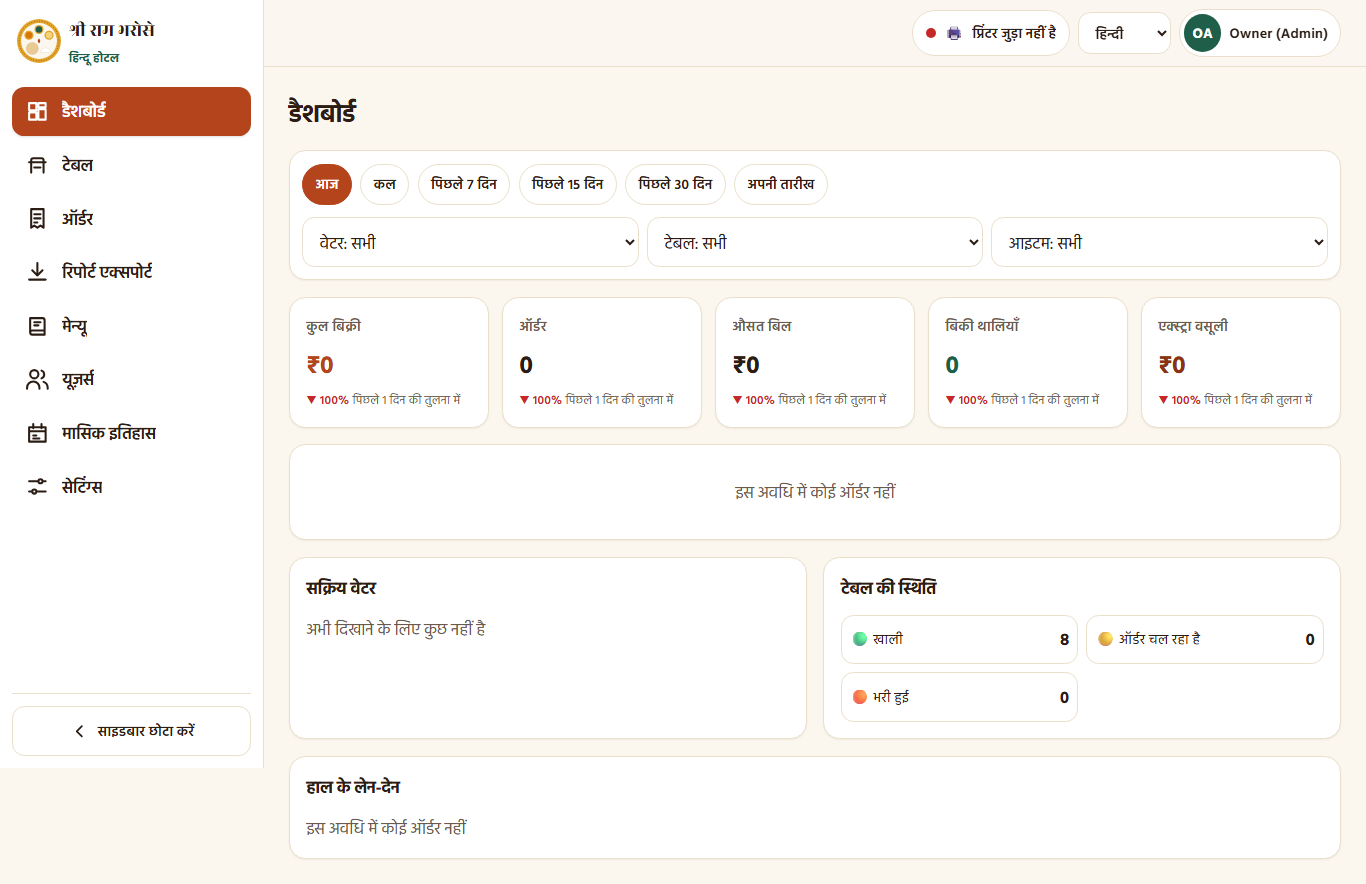 श्री राम भरोसे
हिन्दू होटल
प्रिंटर जुड़ा नहीं है
हिन्दी
OA
Owner (Admin)
डैशबोर्ड
टेबल
ऑर्डर
रिपोर्ट एक्सपोर्ट
मेन्यू
यूज़र्स
मासिक इतिहास
सेटिंग्स
साइडबार छोटा करें
डैशबोर्ड
आज कल पिछले 7 दिन पिछले 15 दिन पिछले 30 दिन अपनी तारीख
वेटर: सभी टेबल: सभी आइटम: सभी
कुल बिक्री
₹0
▼ 100% पिछले 1 दिन की तुलना में
ऑर्डर
0
▼ 100% पिछले 1 दिन की तुलना में
औसत बिल
₹0
▼ 100% पिछले 1 दिन की तुलना में
बिकी थालियाँ
0
▼ 100% पिछले 1 दिन की तुलना में
एक्स्ट्रा वसूली
₹0
▼ 100% पिछले 1 दिन की तुलना में
इस अवधि में कोई ऑर्डर नहीं
सक्रिय वेटर
अभी दिखाने के लिए कुछ नहीं है
टेबल की स्थिति
खाली 8
ऑर्डर चल रहा है 0
भरी हुई 0
हाल के लेन-देन
इस अवधि में कोई ऑर्डर नहीं